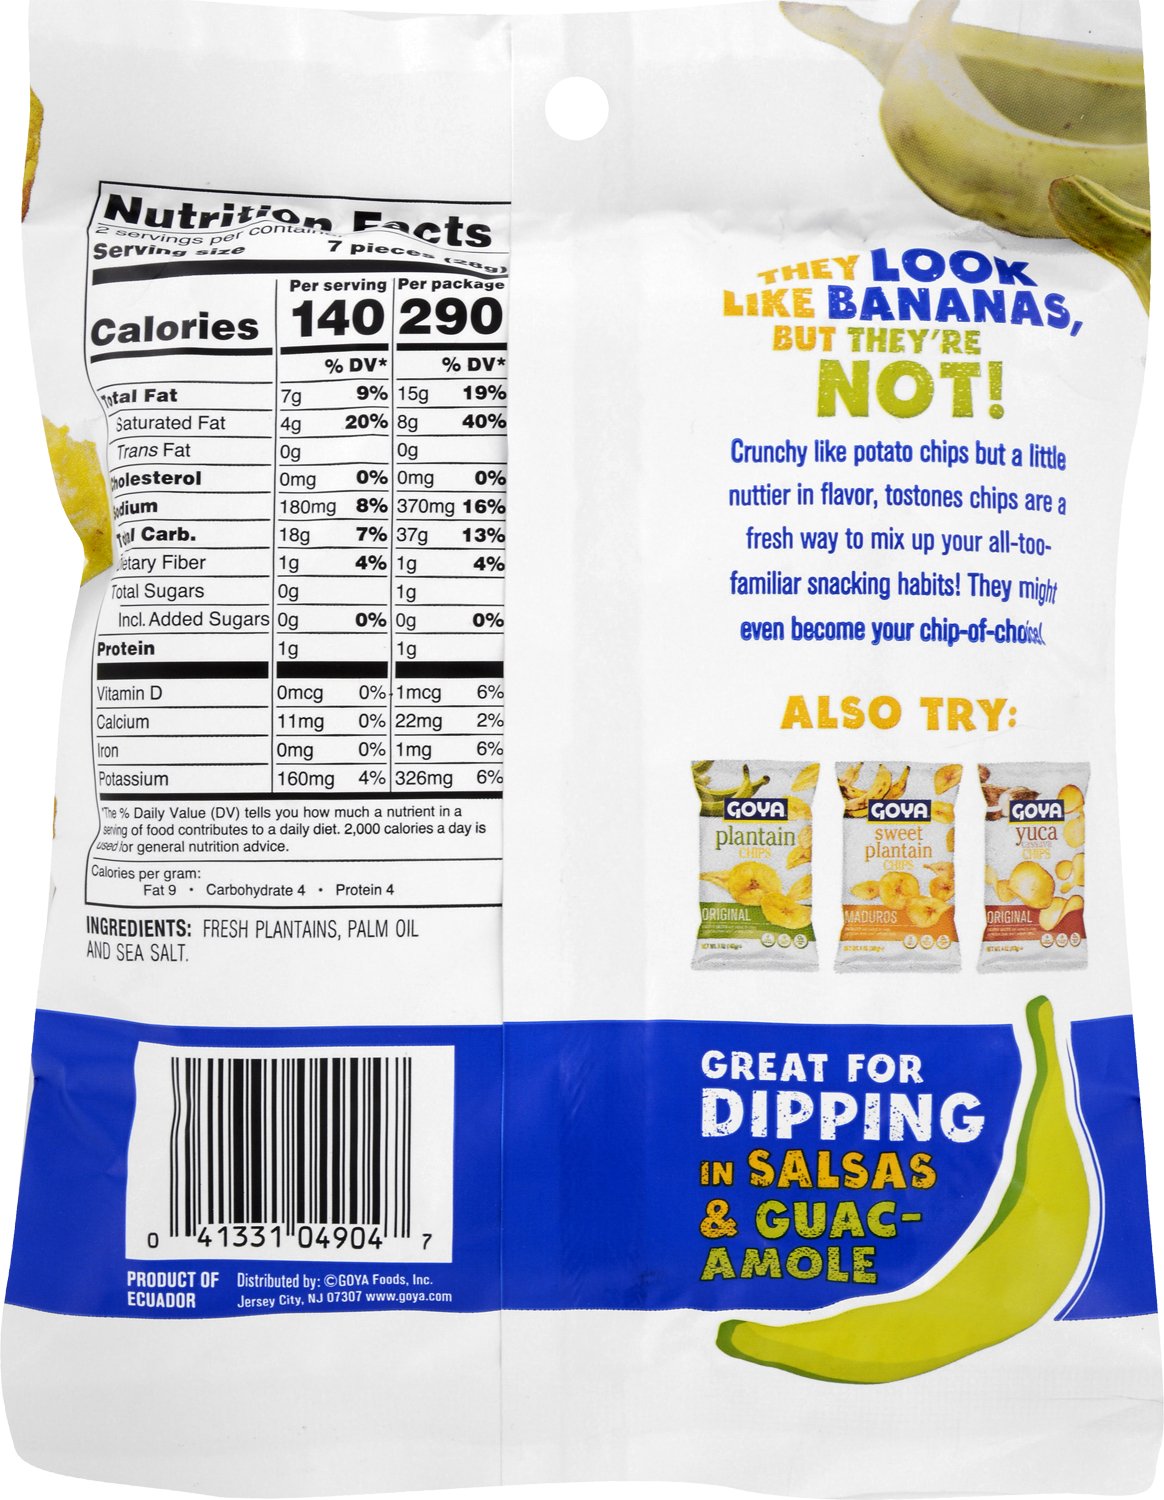 Nutrition Facts
2 servings per contain
Serving size 7 pieces (28g)
Per serving Per package
Calories 140 290
% DV* % DV*
Total Fat 7g 9% 15g 19%
Saturated Fat 4g 20% 8g 40%
Trans Fat 0g 0g
Cholesterol 0mg 0% 0mg 0%
Sodium 180mg 8% 370mg 16%
Total Carb. 18g 7% 37g 13%
Dietary Fiber 1g 4% 1g 4%
Total Sugars 0g 1g
Incl. Added Sugars 0g 0% 0g 0%
Protein 1g 1g
Vitamin D 0mcg 0% 1mcg 6%
Calcium 11mg 0% 22mg 2%
Iron 0mg 0% 1mg 6%
Potassium 160mg 4% 326mg 6%
*The % Daily Value (DV) tells you how much a nutrient in a
serving of food contributes to a daily diet. 2,000 calories a day is
used for general nutrition advice.
Calories per gram:
Fat 9 • Carbohydrate 4 • Protein 4
INGREDIENTS: FRESH PLANTAINS, PALM OIL
AND SEA SALT.
0 41331 04904 7
PRODUCT OF
ECUADOR
Distributed by: ©GOYA Foods, Inc.
Jersey City, NJ 07307 www.goya.com
THEY LOOK
LIKE BANANAS,
BUT THEY'RE
NOT!
Crunchy like potato chips but a little
nuttier in flavor, tostones chips are a
fresh way to mix up your all-too-
familiar snacking habits! They might
even become your chip-of-choice!
ALSO TRY:
GOYA
plantain
CHIPS
ORIGINAL
GOYA
sweet
plantain
CHIPS
MADUROS
GOYA
yuca
cassava
CHIPS
ORIGINAL
GREAT FOR
DIPPING
IN SALSAS
& GUAC-
AMOLE